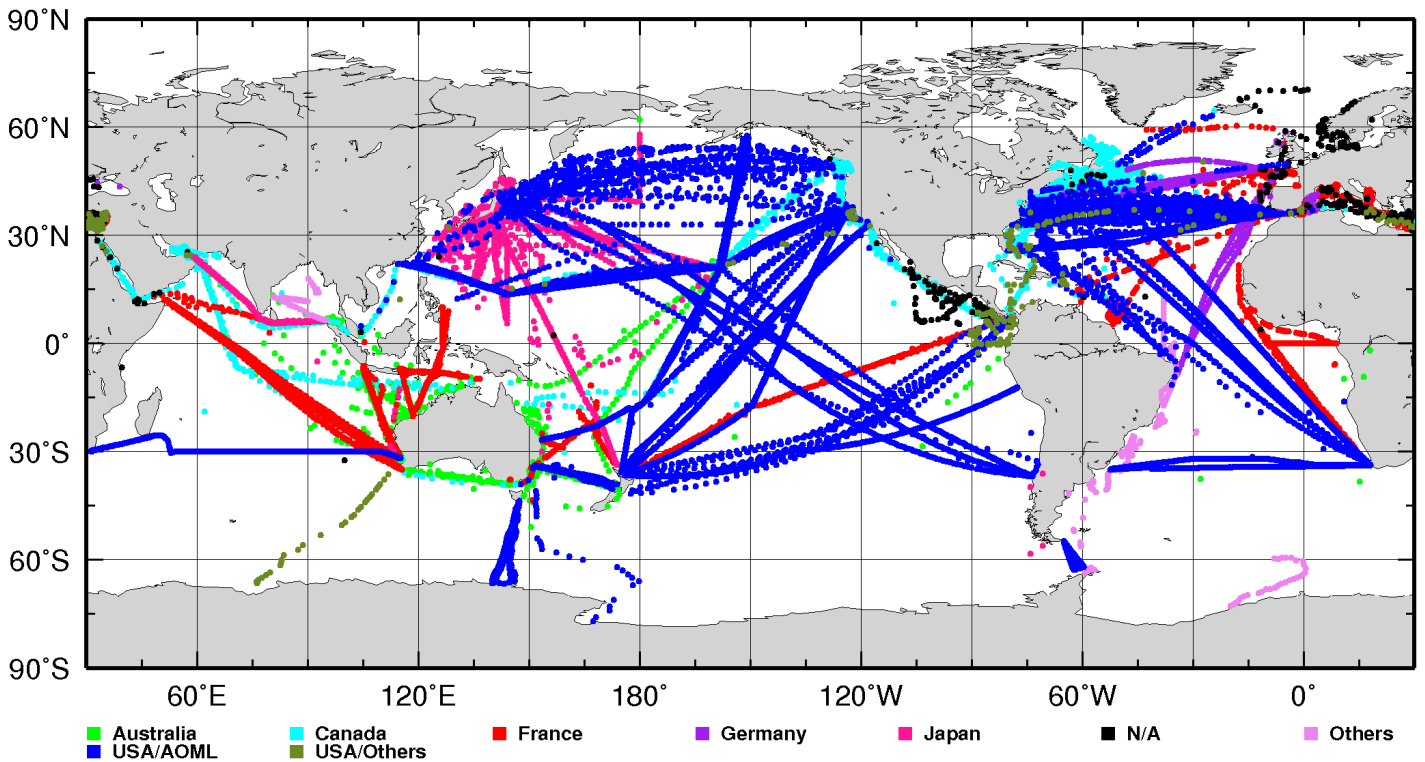 90˚N
60˚N
30˚N
0˚
30˚S
60˚S
90˚S
60˚E 120˚E 180˚ 120˚W 60˚W 0˚
Australia Canada France Germany Japan N/A Others
USA/AOML USA/Others